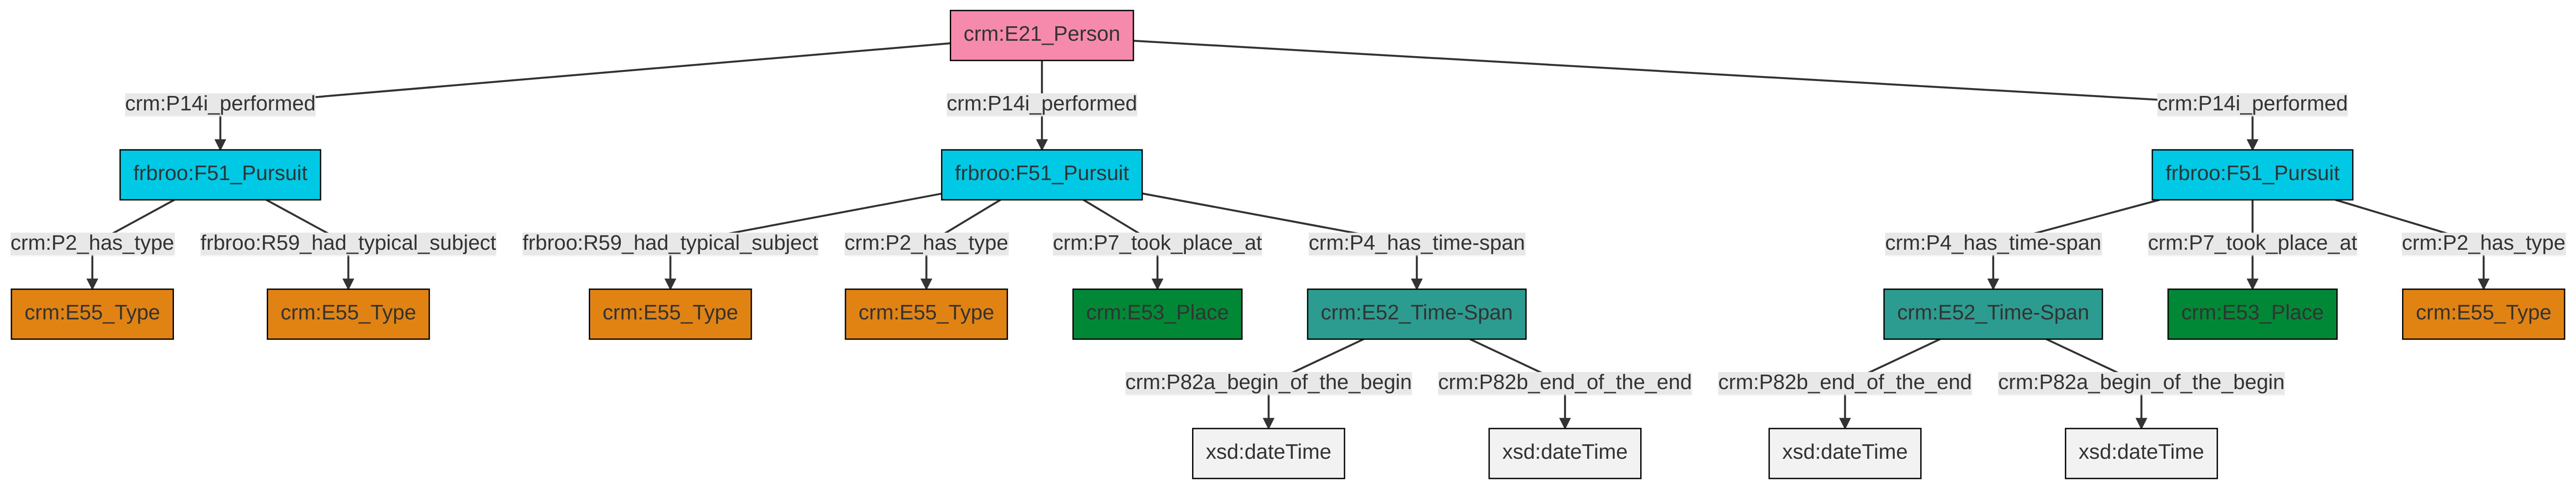 crm:E21_Person
crm:P14i_performed crm:P14i_performed crm:P14i_performed
frbroo:F51_Pursuit frbroo:F51_Pursuit frbroo:F51_Pursuit
crm:P2_has_type frbroo:R59_had_typical_subject frbroo:R59_had_typical_subject crm:P2_has_type crm:P7_took_place_at crm:P4_has_time-span crm:P4_has_time-span crm:P7_took_place_at crm:P2_has_type
crm:E55_Type crm:E55_Type crm:E55_Type crm:E55_Type crm:E53_Place crm:E52_Time-Span crm:E52_Time-Span crm:E53_Place crm:E55_Type
crm:P82a_begin_of_the_begin crm:P82b_end_of_the_end crm:P82b_end_of_the_end crm:P82a_begin_of_the_begin
xsd:dateTime xsd:dateTime xsd:dateTime xsd:dateTime